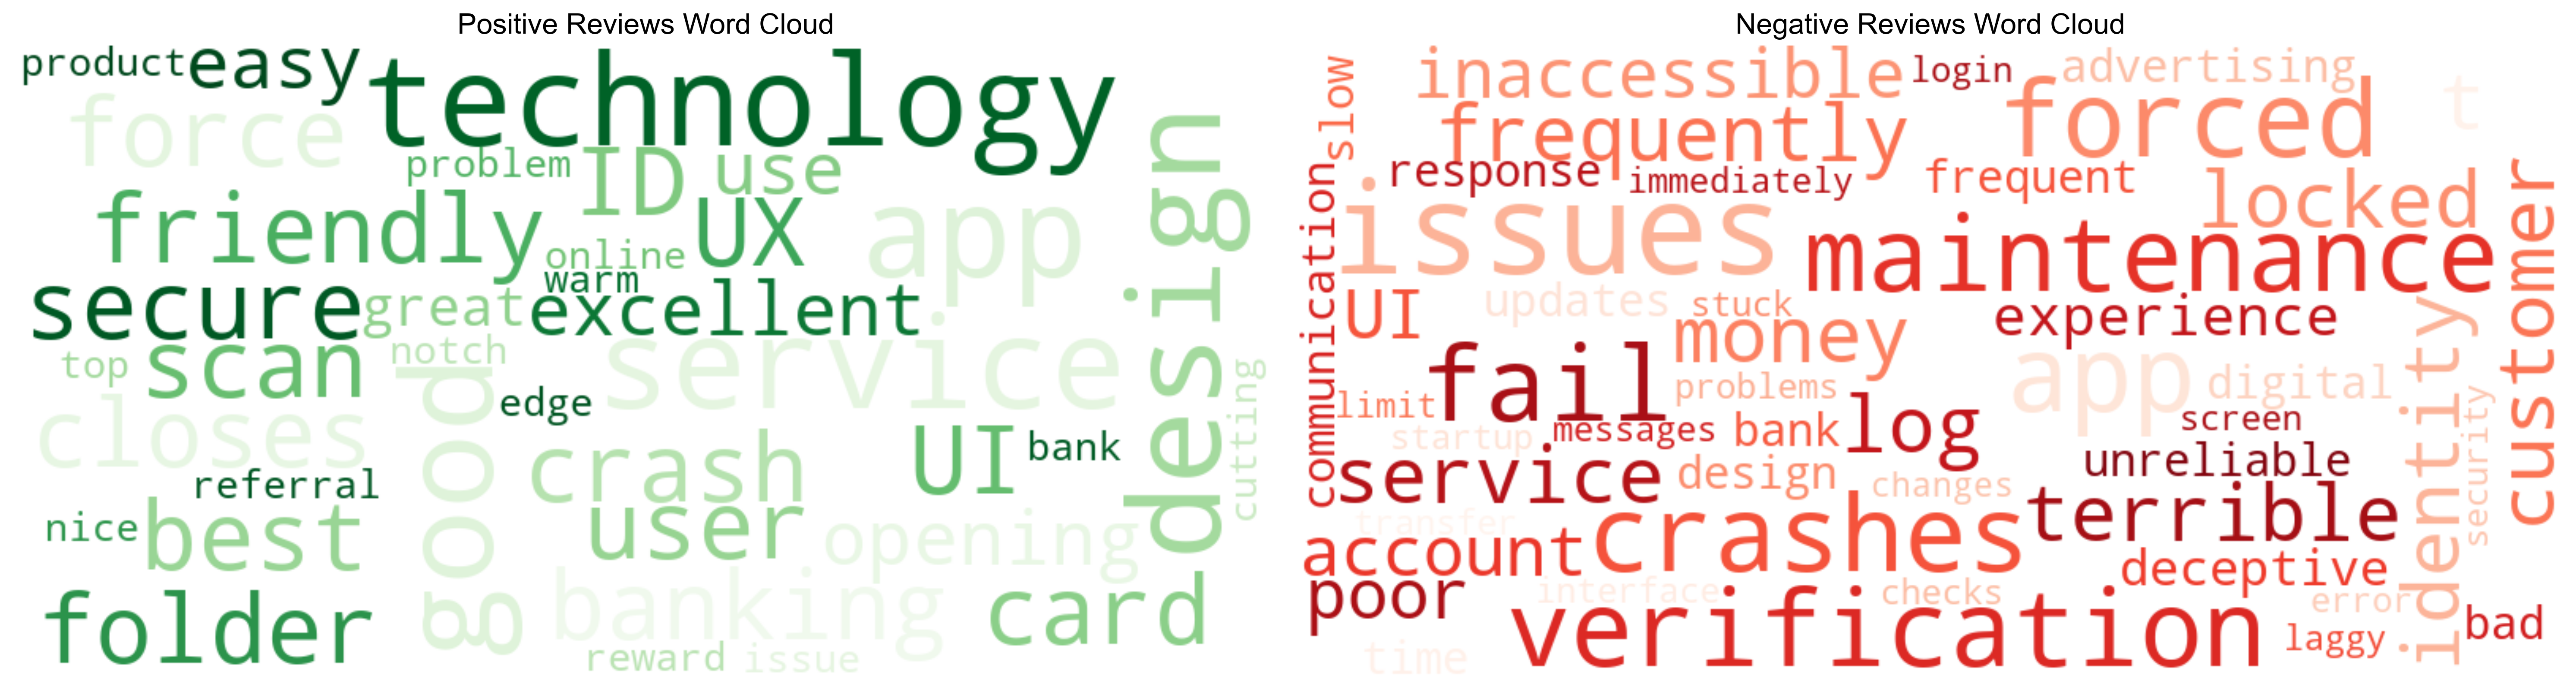 Positive Reviews Word Cloud
product
easy
technology
force
problem
ID
use
friendly
UX
app
online
warm
secure
great
excellent
design
service
scan
notch
top
good
edge
closes
cutting
crash
UI
bank
referral
user
nice
best
opening
folder
banking
card
reward
issue
Negative Reviews Word Cloud
slow
inaccessible
login
advertising
forced
t
frequently
response
immediately
frequent
locked
communication
issues
maintenance
customer
UI
updates
stuck
experience
money
identity
fail
app
problems
digital
limit
log
screen
startup
messages
bank
security
unreliable
service
design
changes
terrible
transfer
crashes
account
deceptive
poor
interface
checks
error
verification
bad
laggy
time